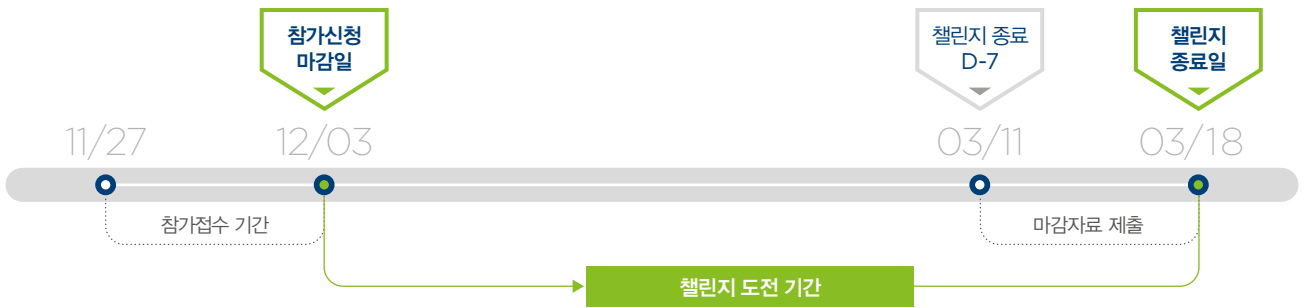 참가신청
마감일
챌린지 종료
D-7
챌린지
종료일
11/27
12/03
03/11
03/18
참가접수 기간
마감자료 제출
챌린지 도전 기간